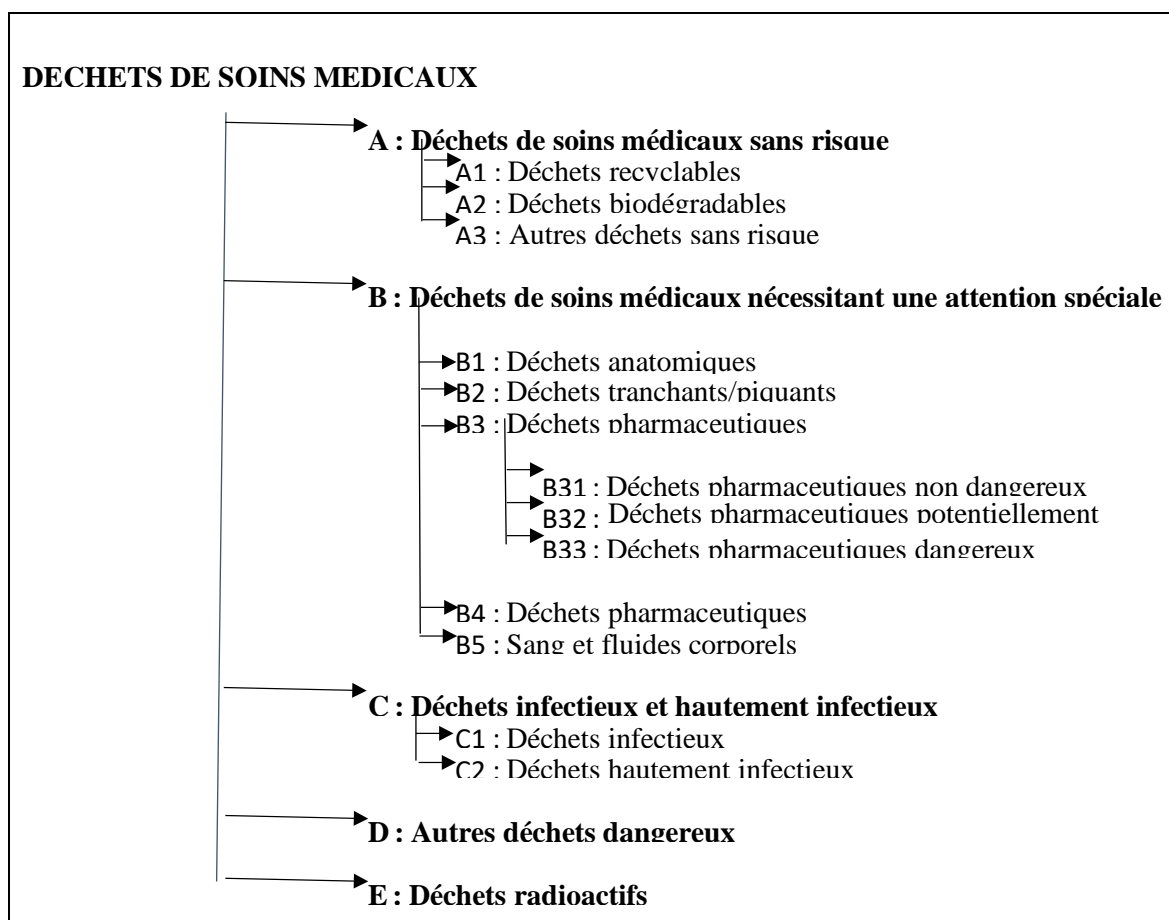 DECHETS DE SOINS MEDICAUX
A : Déchets de soins médicaux sans risque
A1 : Déchets recyclables
A2 : Déchets biodégradables
A3 : Autres déchets sans risque
B : Déchets de soins médicaux nécessitant une attention spéciale
B1 : Déchets anatomiques
B2 : Déchets tranchants/piquants
B3 : Déchets pharmaceutiques
B31 : Déchets pharmaceutiques non dangereux
B32 : Déchets pharmaceutiques potentiellement
B33 : Déchets pharmaceutiques dangereux
B4 : Déchets pharmaceutiques
B5 : Sang et fluides corporels
C : Déchets infectieux et hautement infectieux
C1 : Déchets infectieux
C2 : Déchets hautement infectieux
D : Autres déchets dangereux
E : Déchets radioactifs